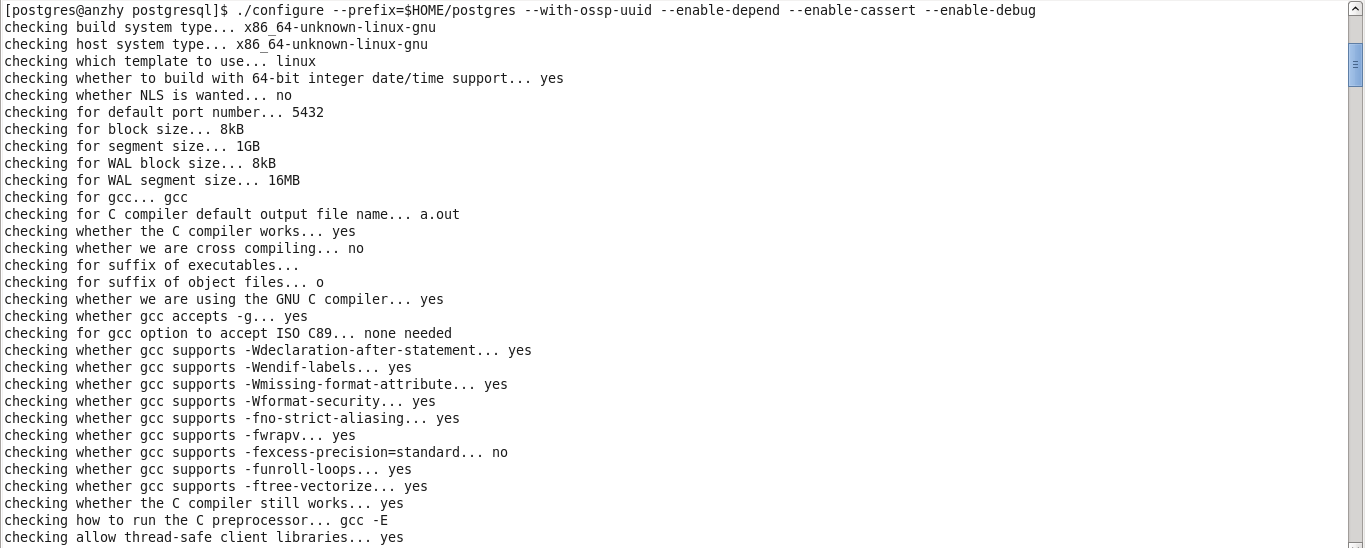 [postgres@anzhy postgresql]$ ./configure --prefix=$HOME/postgres --with-ossp-uuid --enable-depend --enable-cassert --enable-debug
checking build system type... x86_64-unknown-linux-gnu
checking host system type... x86_64-unknown-linux-gnu
checking which template to use... linux
checking whether to build with 64-bit integer date/time support... yes
checking whether NLS is wanted... no
checking for default port number... 5432
checking for block size... 8kB
checking for segment size... 1GB
checking for WAL block size... 8kB
checking for WAL segment size... 16MB
checking for gcc... gcc
checking for C compiler default output file name... a.out
checking whether the C compiler works... yes
checking whether we are cross compiling... no
checking for suffix of executables...
checking for suffix of object files... o
checking whether we are using the GNU C compiler... yes
checking whether gcc accepts -g... yes
checking for gcc option to accept ISO C89... none needed
checking whether gcc supports -Wdeclaration-after-statement... yes
checking whether gcc supports -Wendif-labels... yes
checking whether gcc supports -Wmissing-format-attribute... yes
checking whether gcc supports -Wformat-security... yes
checking whether gcc supports -fno-strict-aliasing... yes
checking whether gcc supports -fwrapv... yes
checking whether gcc supports -fexcess-precision=standard... no
checking whether gcc supports -funroll-loops... yes
checking whether gcc supports -ftree-vectorize... yes
checking whether the C compiler still works... yes
checking how to run the C preprocessor... gcc -E
checking allow thread-safe client libraries... yes